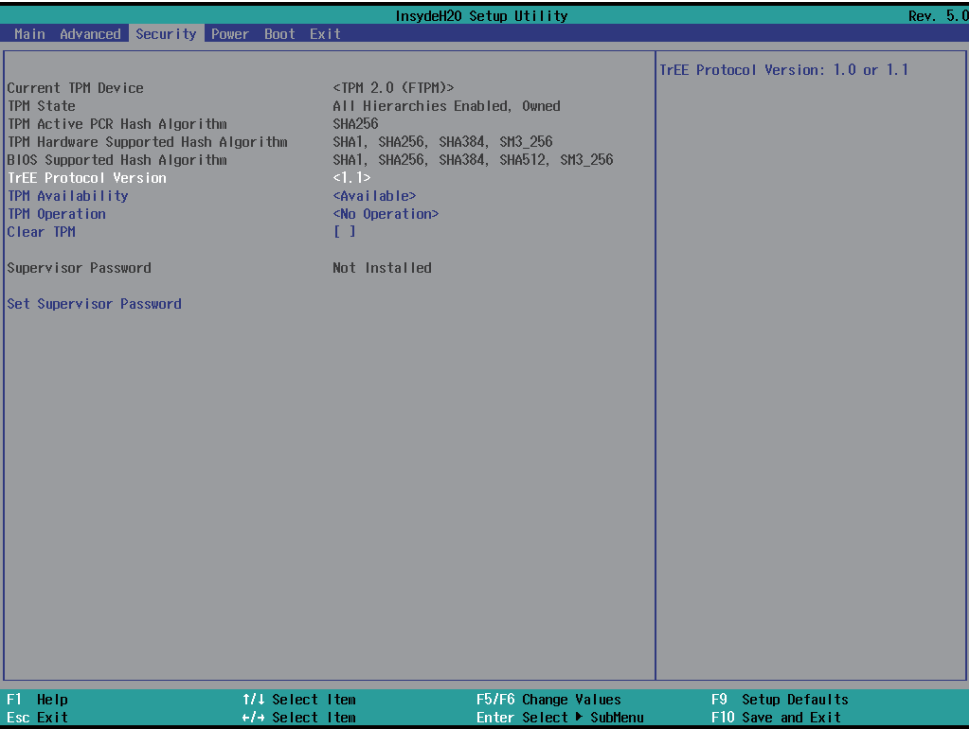 InsydeH20 Setup Utility Rev. 5.0
Main Advanced Security Power Boot Exit
TrEE Protocol Version: 1.0 or 1.1
Current TPM Device <TPM 2.0 (FTPM)>
TPM State All Hierarchies Enabled, Owned
TPM Active PCR Hash Algorithm SHA256
TPM Hardware Supported Hash Algorithm SHA1, SHA256, SHA384, SM3_256
BIOS Supported Hash Algorithm SHA1, SHA256, SHA384, SHA512, SM3_256
TrEE Protocol Version <1.1>
TPM Availability <Available>
TPM Operation <No Operation>
Clear TPM [ ]
Supervisor Password Not Installed
Set Supervisor Password
F1 Help ↑/↓ Select Item F5/F6 Change Values F9 Setup Defaults
Esc Exit ←/→ Select Item Enter Select ▶ SubMenu F10 Save and Exit